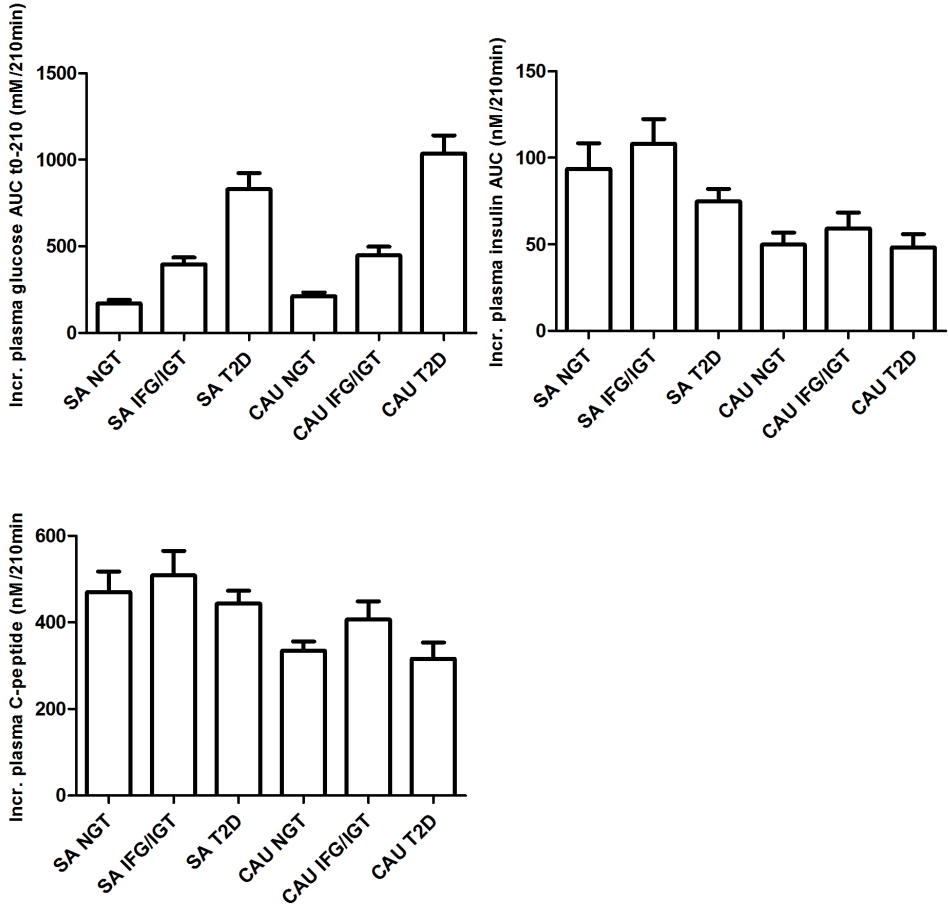 Incr. plasma glucose AUC t0-210 (mM/210min)
1500
1000
500
0
SA NGT
SA IFG/IGT
SA T2D
CAU NGT
CAU IFG/IGT
CAU T2D
Incr. plasma insulin AUC (nM/210min)
150
100
50
0
SA NGT
SA IFG/IGT
SA T2D
CAU NGT
CAU IFG/IGT
CAU T2D
Incr. plasma C-peptide (nM/210min
600
400
200
0
SA NGT
SA IFG/IGT
SA T2D
CAU NGT
CAU IFG/IGT
CAU T2D